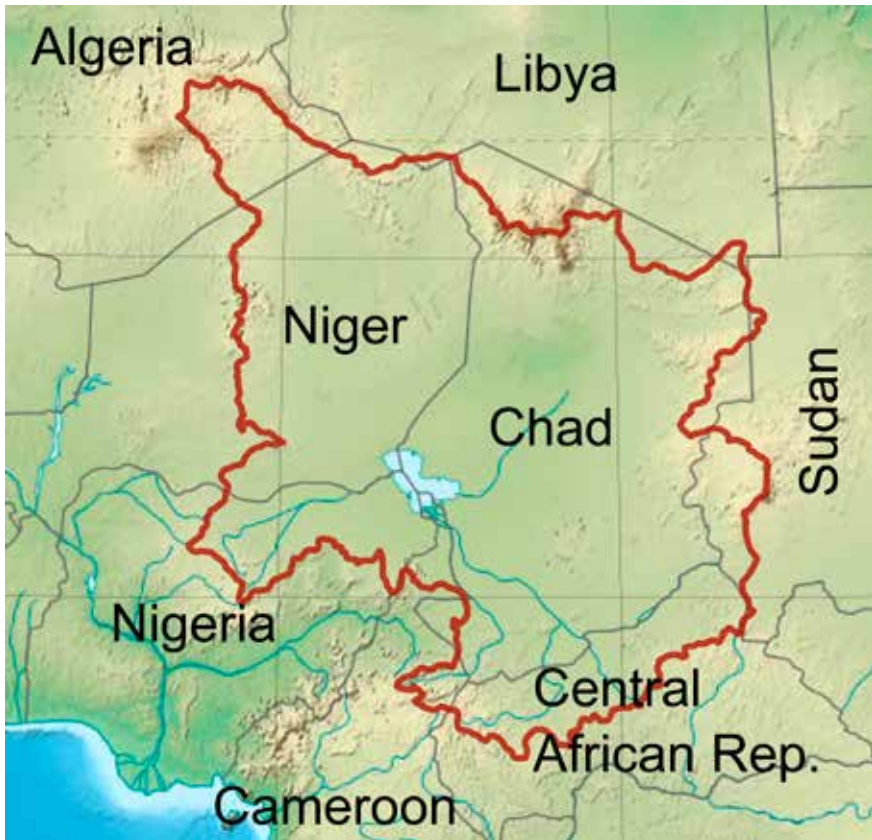 Algeria
Libya
Niger
Chad
Sudan
Nigeria
Central
African Rep.
Cameroon